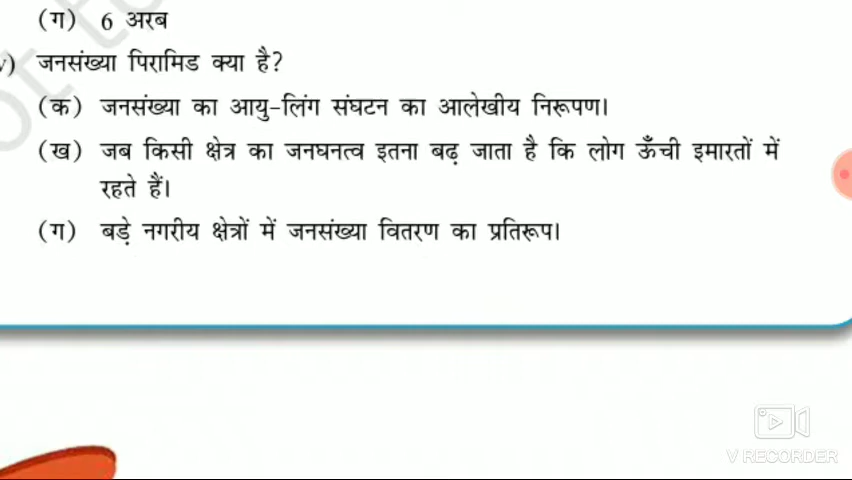 (ग) 6 अरब
v) जनसंख्या पिरामिड क्या है?
(क) जनसंख्या का आयु-लिंग संघटन का आलेखीय निरूपण।
(ख) जब किसी क्षेत्र का जनघनत्व इतना बढ़ जाता है कि लोग ऊँची इमारतों में
रहते हैं।
(ग) बड़े नगरीय क्षेत्रों में जनसंख्या वितरण का प्रतिरूप।
V RECORDER